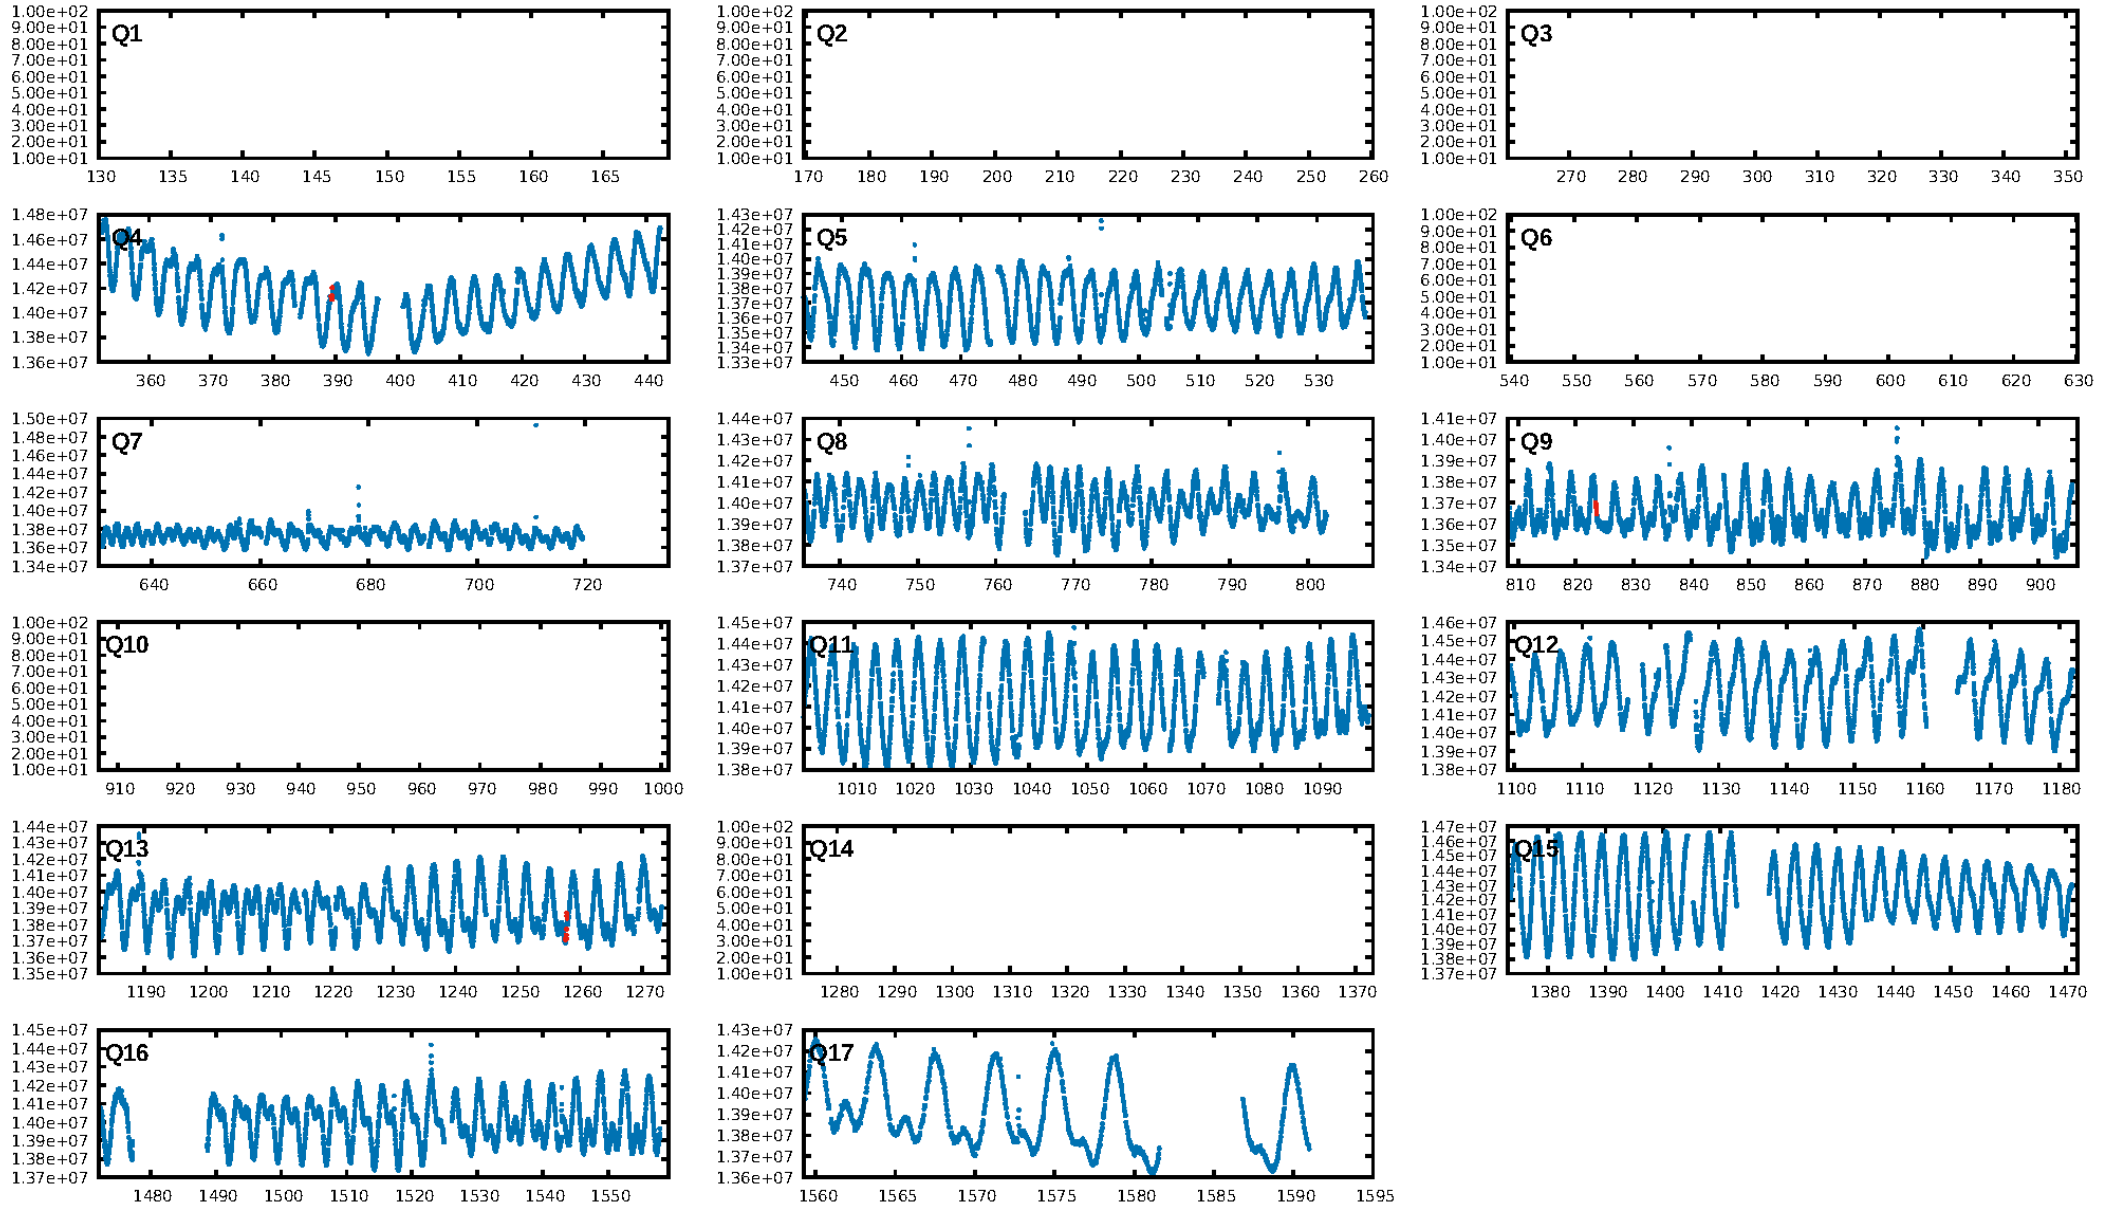 Q1
1.00e+02
9.00e+01
8.00e+01
7.00e+01
6.00e+01
5.00e+01
4.00e+01
3.00e+01
2.00e+01
1.00e+01
130 135 140 145 150 155 160 165
Q2
1.00e+02
9.00e+01
8.00e+01
7.00e+01
6.00e+01
5.00e+01
4.00e+01
3.00e+01
2.00e+01
1.00e+01
170 180 190 200 210 220 230 240 250 260
Q3
1.00e+02
9.00e+01
8.00e+01
7.00e+01
6.00e+01
5.00e+01
4.00e+01
3.00e+01
2.00e+01
1.00e+01
270 280 290 300 310 320 330 340 350
Q4
1.48e+07
1.46e+07
1.44e+07
1.42e+07
1.40e+07
1.38e+07
1.36e+07
360 370 380 390 400 410 420 430 440
Q5
1.43e+07
1.42e+07
1.41e+07
1.40e+07
1.39e+07
1.38e+07
1.37e+07
1.36e+07
1.35e+07
1.34e+07
1.33e+07
450 460 470 480 490 500 510 520 530
Q6
1.00e+02
9.00e+01
8.00e+01
7.00e+01
6.00e+01
5.00e+01
4.00e+01
3.00e+01
2.00e+01
1.00e+01
540 550 560 570 580 590 600 610 620 630
Q7
1.50e+07
1.48e+07
1.46e+07
1.44e+07
1.42e+07
1.40e+07
1.38e+07
1.36e+07
1.34e+07
640 660 680 700 720
Q8
1.44e+07
1.43e+07
1.42e+07
1.41e+07
1.40e+07
1.39e+07
1.38e+07
1.37e+07
740 750 760 770 780 790 800
Q9
1.41e+07
1.40e+07
1.39e+07
1.38e+07
1.37e+07
1.36e+07
1.35e+07
1.34e+07
810 820 830 840 850 860 870 880 890 900
Q10
1.00e+02
9.00e+01
8.00e+01
7.00e+01
6.00e+01
5.00e+01
4.00e+01
3.00e+01
2.00e+01
1.00e+01
910 920 930 940 950 960 970 980 990 1000
Q11
1.45e+07
1.44e+07
1.43e+07
1.42e+07
1.41e+07
1.40e+07
1.39e+07
1.38e+07
1010 1020 1030 1040 1050 1060 1070 1080 1090
Q12
1.46e+07
1.45e+07
1.44e+07
1.43e+07
1.42e+07
1.41e+07
1.40e+07
1.39e+07
1.38e+07
1100 1110 1120 1130 1140 1150 1160 1170 1180
Q13
1.44e+07
1.43e+07
1.42e+07
1.41e+07
1.40e+07
1.39e+07
1.38e+07
1.37e+07
1.36e+07
1.35e+07
1190 1200 1210 1220 1230 1240 1250 1260 1270
Q14
1.00e+02
9.00e+01
8.00e+01
7.00e+01
6.00e+01
5.00e+01
4.00e+01
3.00e+01
2.00e+01
1.00e+01
1280 1290 1300 1310 1320 1330 1340 1350 1360 1370
Q15
1.47e+07
1.46e+07
1.45e+07
1.44e+07
1.43e+07
1.42e+07
1.41e+07
1.40e+07
1.39e+07
1.38e+07
1.37e+07
1380 1390 1400 1410 1420 1430 1440 1450 1460 1470
Q16
1.45e+07
1.44e+07
1.43e+07
1.42e+07
1.41e+07
1.40e+07
1.39e+07
1.38e+07
1.37e+07
1480 1490 1500 1510 1520 1530 1540 1550
Q17
1.43e+07
1.42e+07
1.41e+07
1.40e+07
1.39e+07
1.38e+07
1.37e+07
1.36e+07
1560 1565 1570 1575 1580 1585 1590 1595